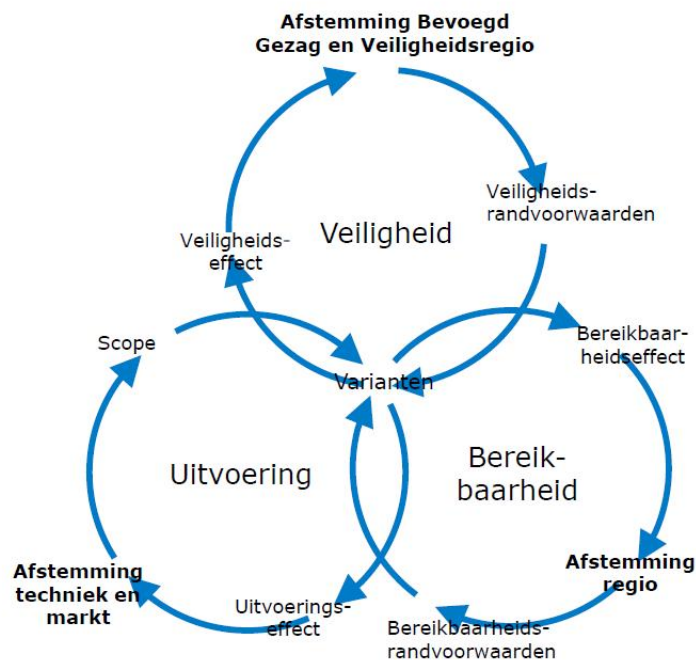 Afstemming Bevoegd
Gezag en Veiligheidsregio
Veiligheids-
randvoorwaarden
Veiligheid
Veiligheids-
effect
Scope
Bereikbaar-
heidseffect
Varianten
Uitvoering
Bereik-
baarheid
Afstemming
regio
Afstemming
techniek en
markt
Uitvoerings-
effect
Bereikbaarheids-
randvoorwaarden